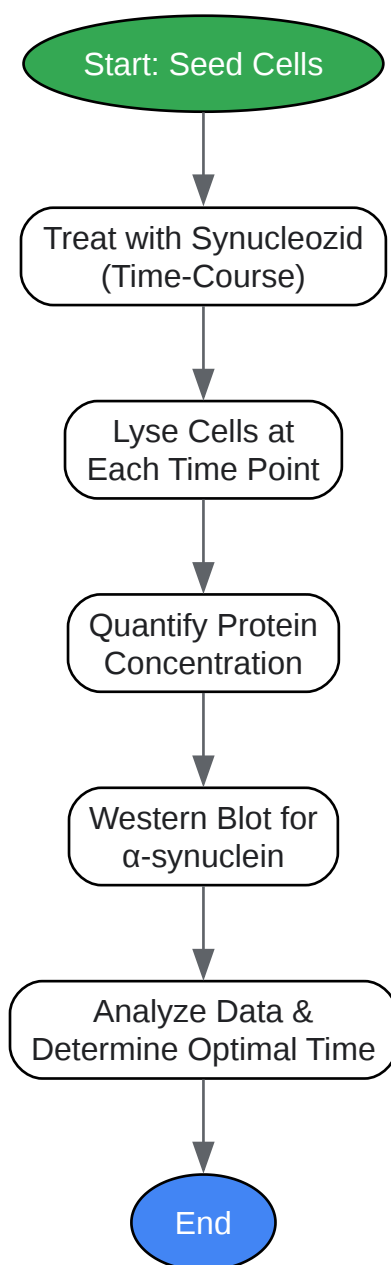 Start: Seed Cells
Treat with Synucleozid
(Time-Course)
Lyse Cells at
Each Time Point
Quantify Protein
Concentration
Western Blot for
α-synuclein
Analyze Data &
Determine Optimal Time
End